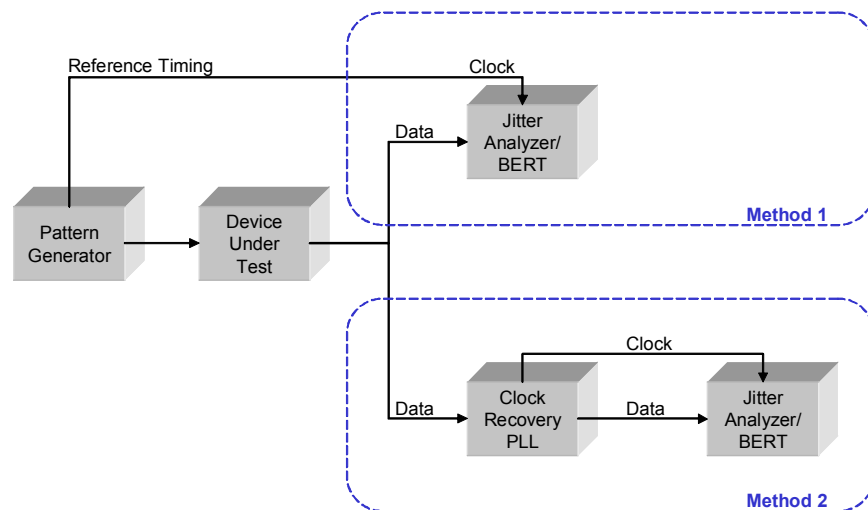 Reference Timing
Clock
Data
Jitter
Analyzer/
BERT
Method 1
Pattern
Generator
Device
Under
Test
Clock
Data
Clock
Recovery
PLL
Data
Jitter
Analyzer/
BERT
Method 2